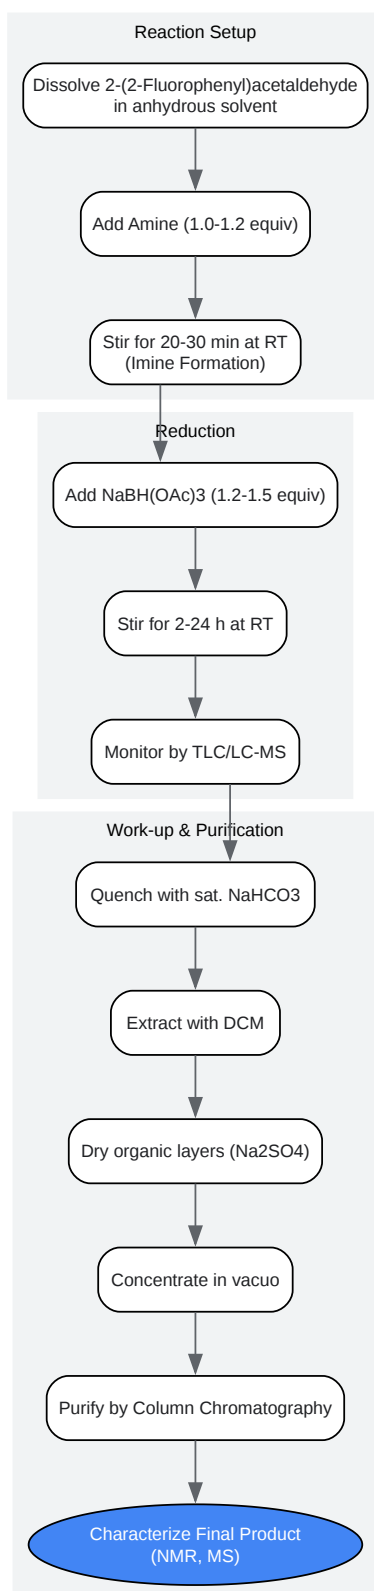 Reaction Setup
Dissolve 2-(2-Fluorophenyl)acetaldehyde
in anhydrous solvent
Add Amine (1.0-1.2 equiv)
Stir for 20-30 min at RT
(Imine Formation)
Reduction
Add NaBH(OAc)3 (1.2-1.5 equiv)
Stir for 2-24 h at RT
Monitor by TLC/LC-MS
Work-up & Purification
Quench with sat. NaHCO3
Extract with DCM
Dry organic layers (Na2SO4)
Concentrate in vacuo
Purify by Column Chromatography
Characterize Final Product
(NMR, MS)